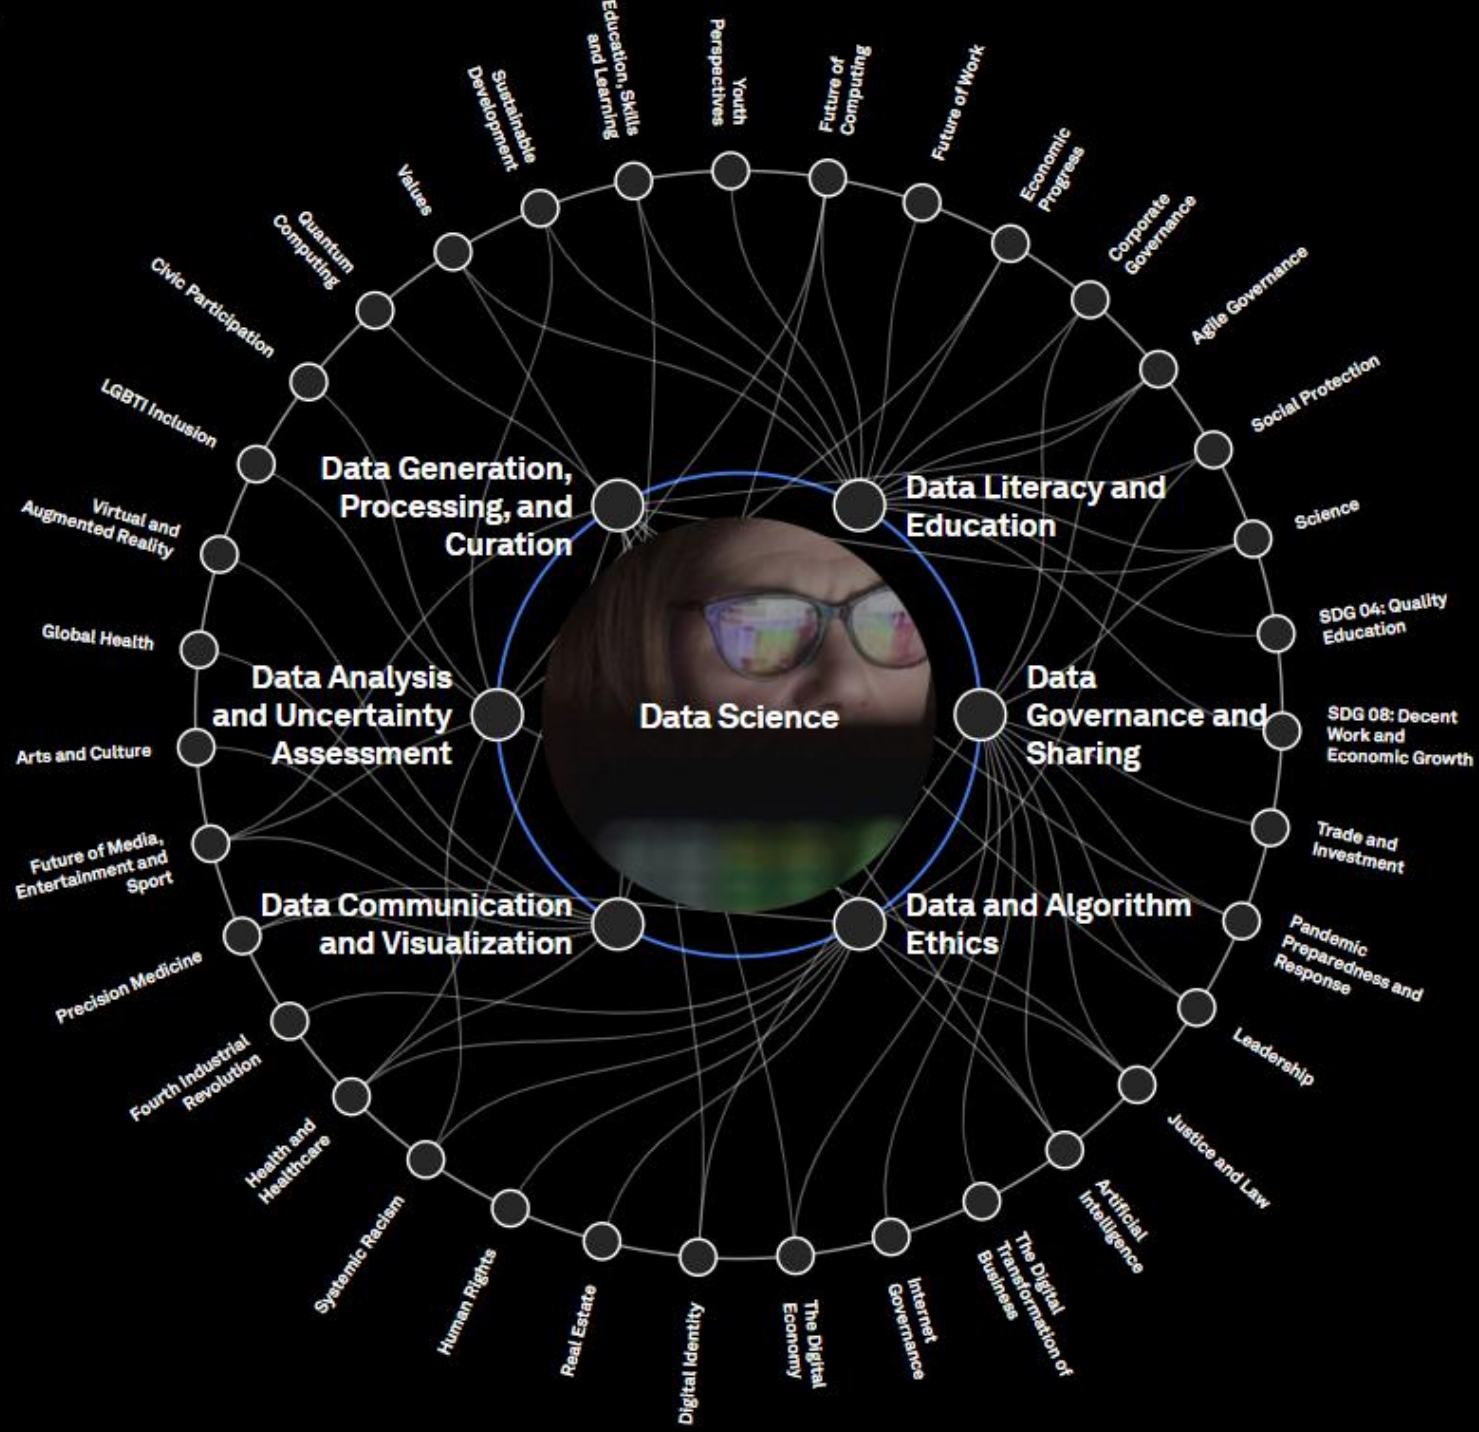 Education, Skills
and Learning
Youth
Perspectives
Future of
Computing
Future of Work
Economic
Progress
Corporate
Governance
Agile Governance
Social Protection
Science
SDG 04: Quality
Education
SDG 08: Decent
Work and
Economic Growth
Trade and
Investment
Pandemic
Preparedness and
Response
Leadership
Justice and Law
Artificial
Intelligence
The Digital
Transformation of
Business
Internet
Governance
The Digital
Economy
Digital Identity
Real Estate
Human Rights
Systemic Racism
Health and
Healthcare
Fourth Industrial
Revolution
Precision Medicine
Future of Media,
Entertainment and
Sport
Arts and Culture
Global Health
Virtual and
Augmented Reality
LGBTI Inclusion
Civic Participation
Quantum
Computing
Values
Sustainable
Development
Data Generation,
Processing, and
Curation
Data Literacy and
Education
Data Analysis
and Uncertainty
Assessment
Data Science
Data
Governance and
Sharing
Data Communication
and Visualization
Data and Algorithm
Ethics